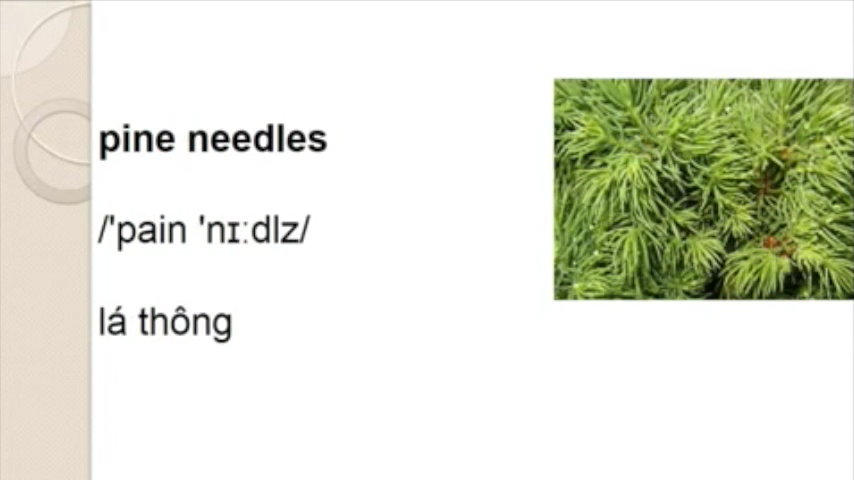 pine needles
/'pain 'nɪːdlz/
lá thông